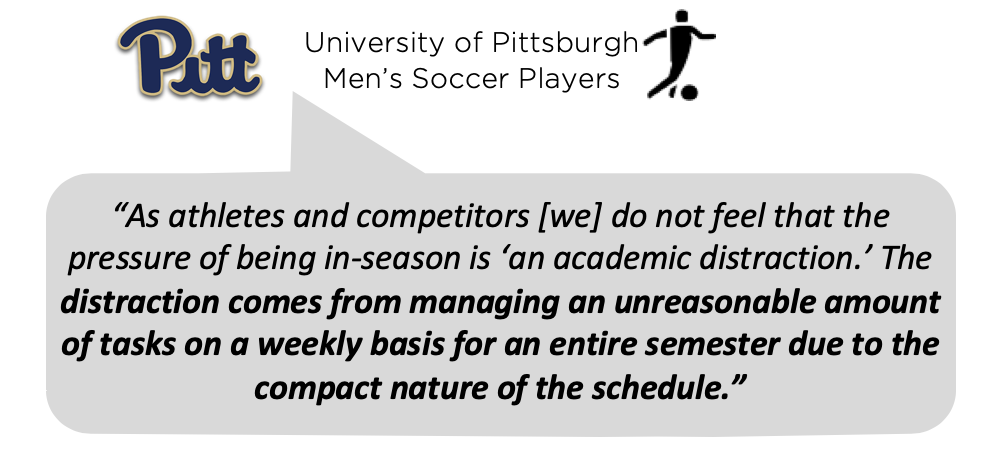 Pitt
University of Pittsburgh
Men’s Soccer Players
“As athletes and competitors [we] do not feel that the
pressure of being in-season is ‘an academic distraction.’ The
distraction comes from managing an unreasonable amount
of tasks on a weekly basis for an entire semester due to the
compact nature of the schedule.”